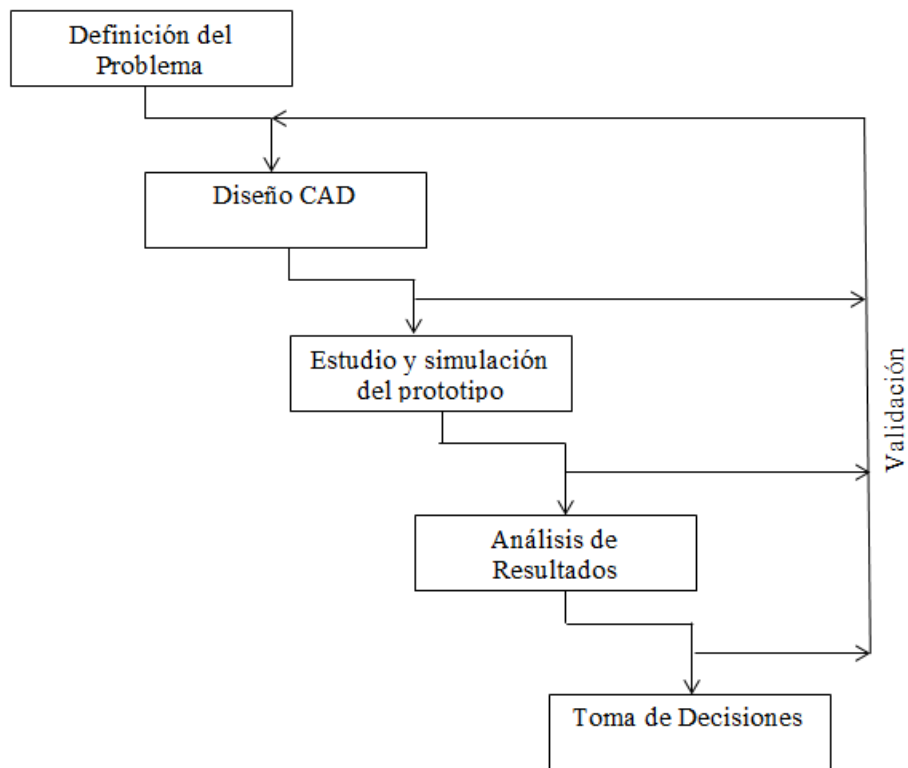 Definición del
Problema
Diseño CAD
Estudio y simulación
del prototipo
Validación
Análisis de
Resultados
Toma de Decisiones